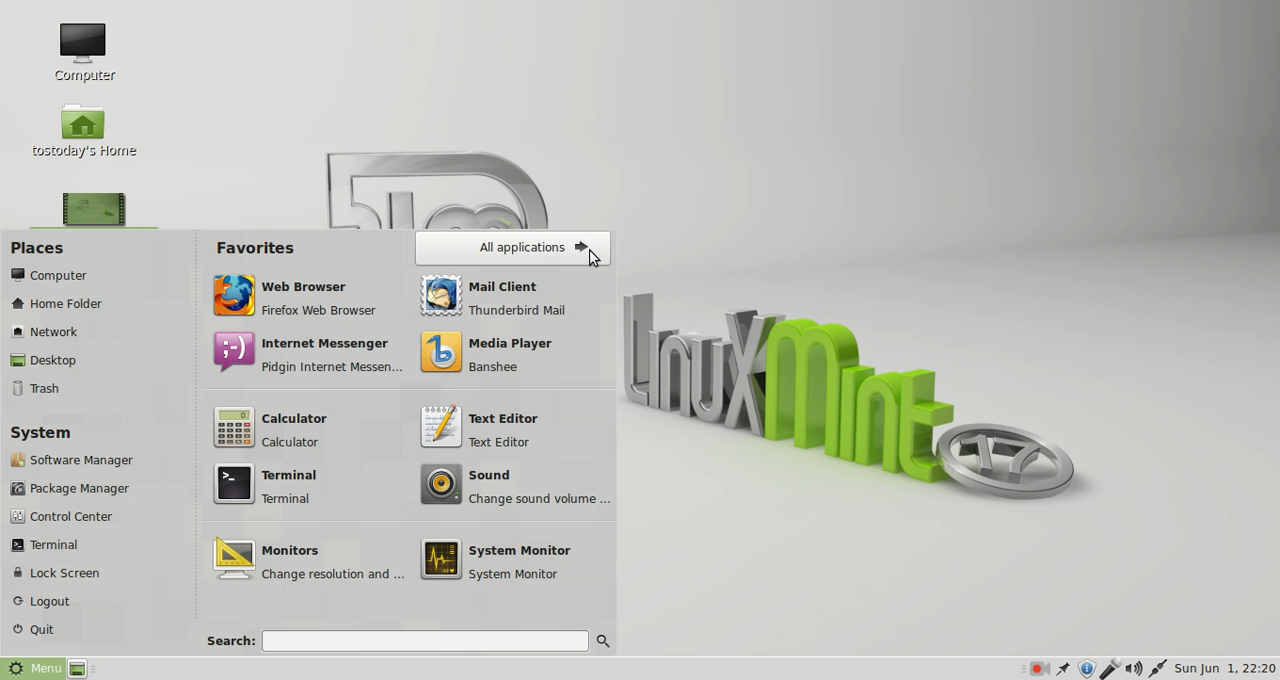 Computer
tostoday's Home
Places
Computer
Home Folder
Network
Desktop
Trash
System
Software Manager
Package Manager
Control Center
Terminal
Lock Screen
Logout
Quit
Favorites
All applications
Web Browser
Firefox Web Browser
Mail Client
Thunderbird Mail
Internet Messenger
Pidgin Internet Messen...
Media Player
Banshee
Calculator
Calculator
Text Editor
Text Editor
Terminal
Terminal
Sound
Change sound volume ...
Monitors
Change resolution and ...
System Monitor
System Monitor
Search:
LinuxMint
17
Menu
Sun Jun 1, 22:20